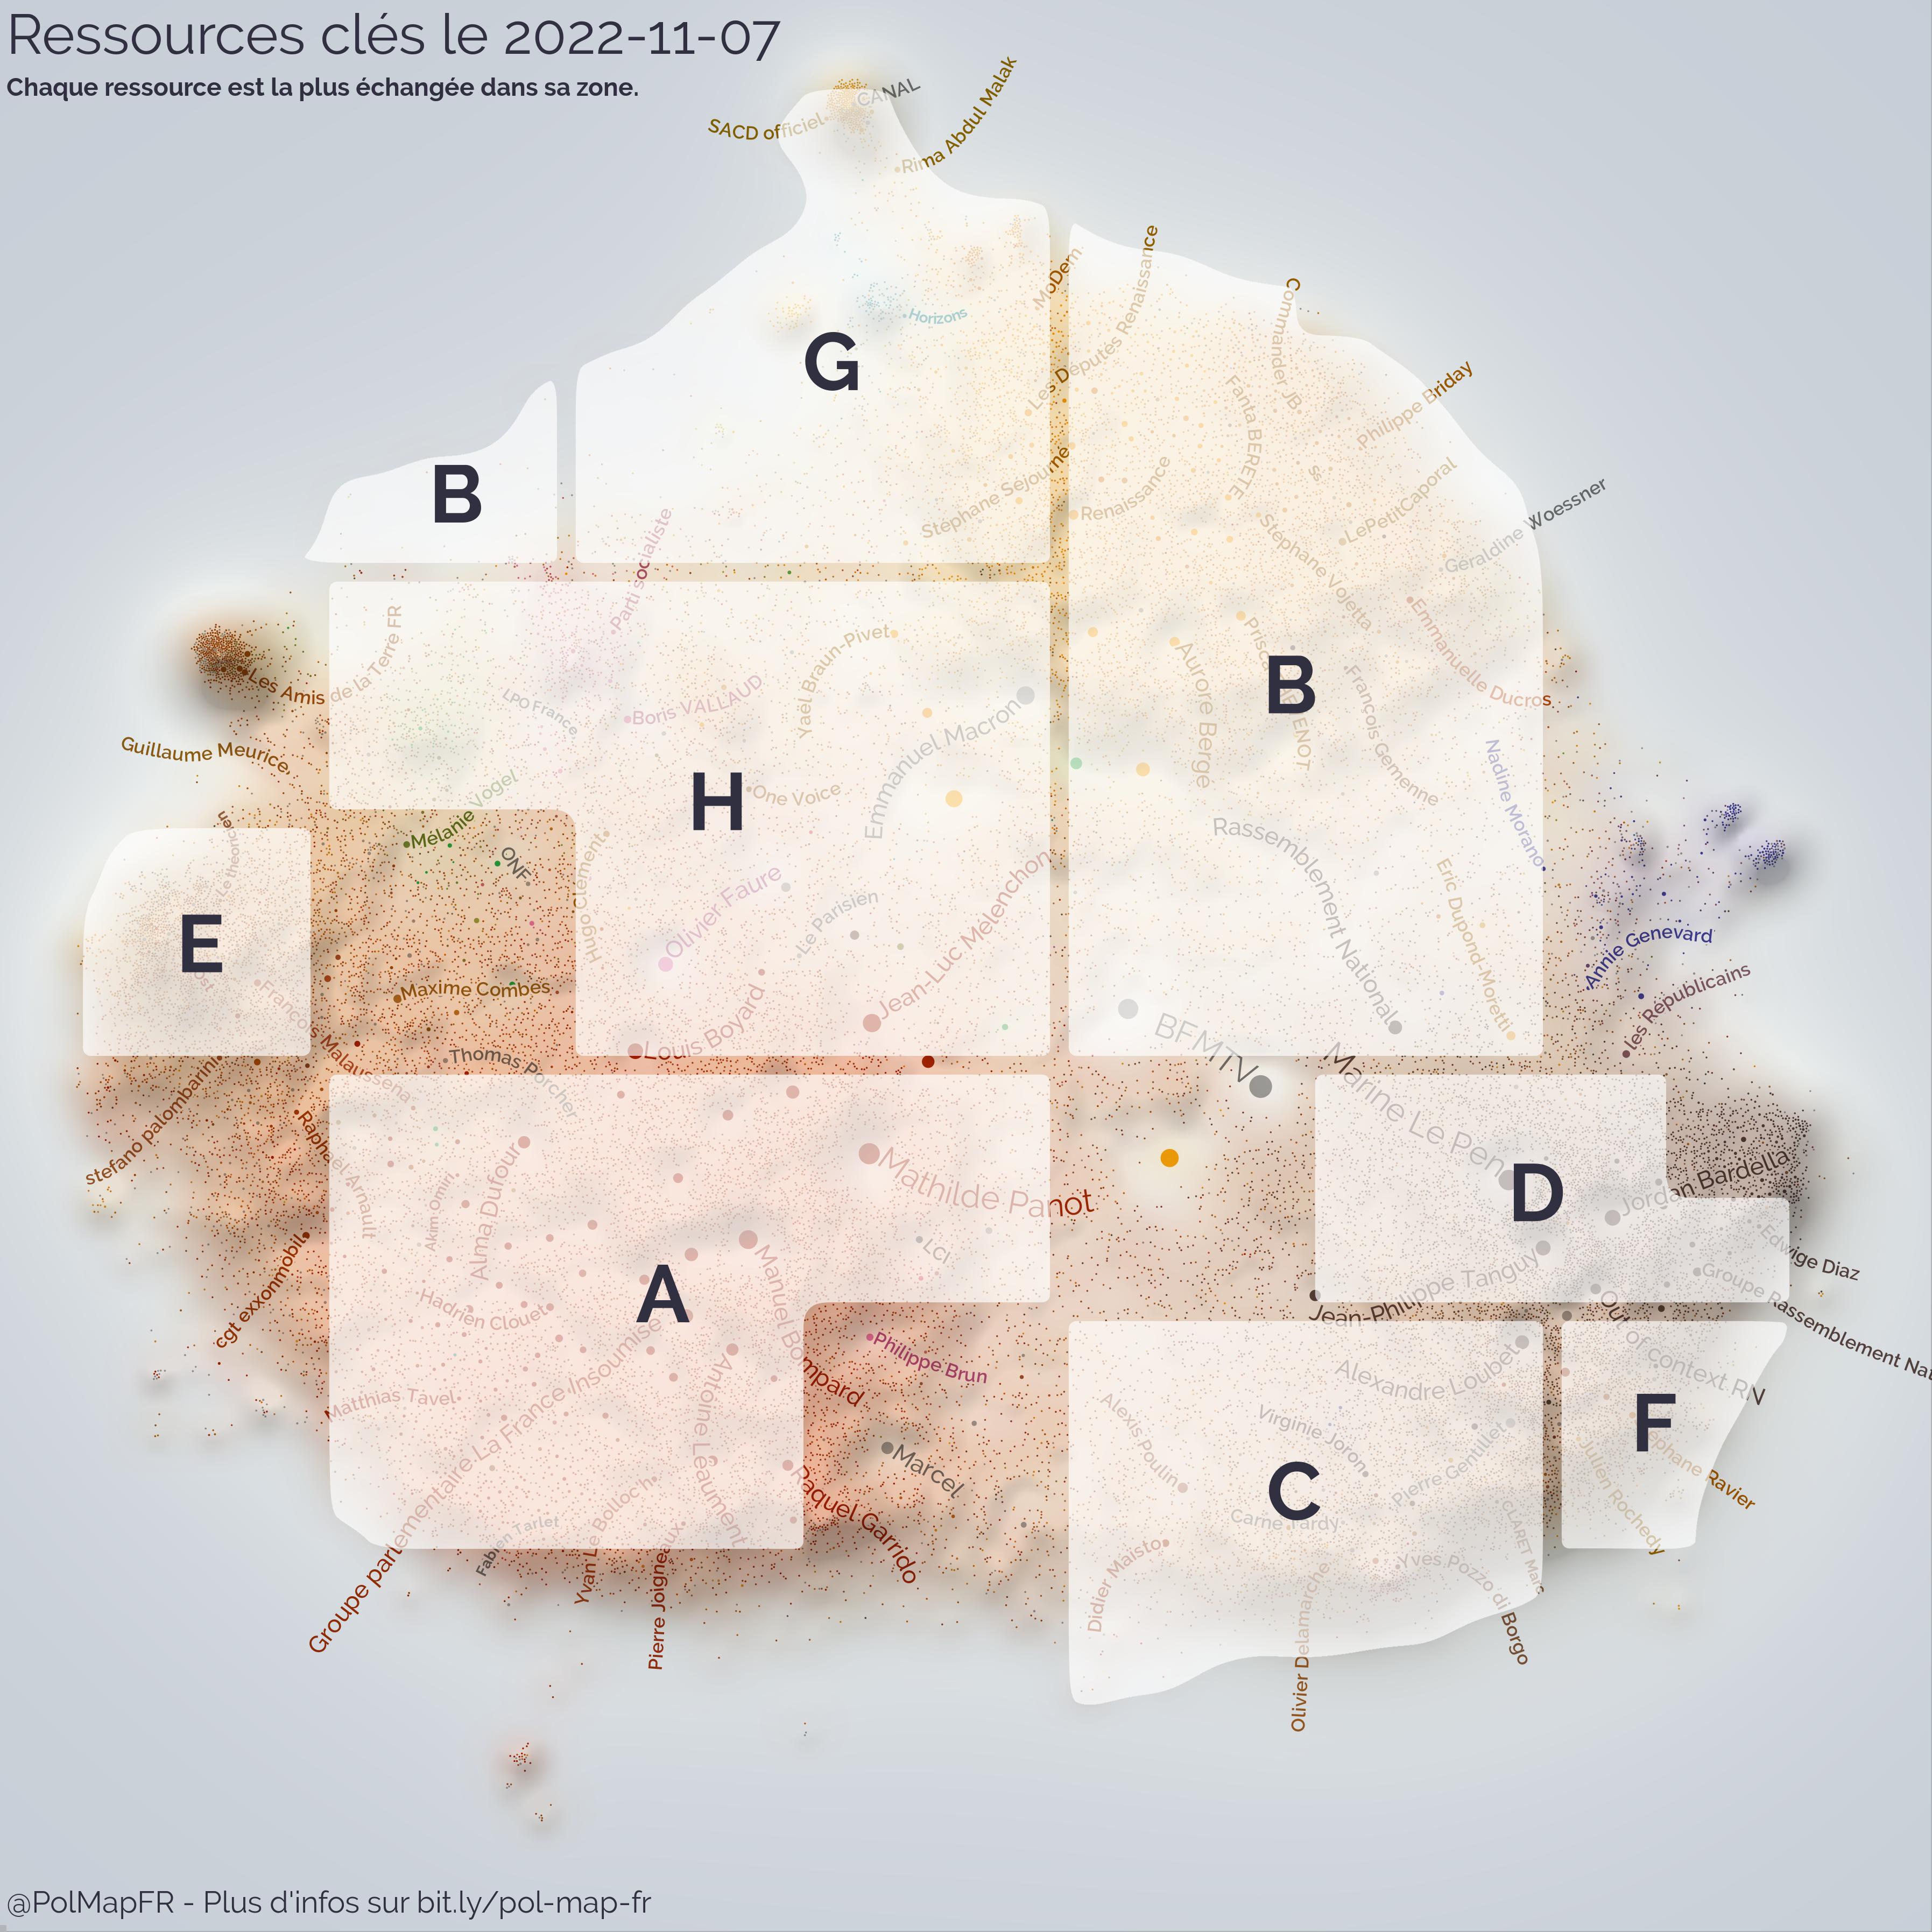 Ressources clés le 2022-11-07
Chaque ressource est la plus échangée dans sa zone.
CANAL
SACD officiel
Rima Abdul Malak
MoDem
Les Députés Renaissance
Commander JB
Horizons
G
Fanta BERETE
Philippe Briday
B
Stéphane Séjourné
Renaissance
LePetitCaporal
Géraldine Woessner
Stéphane Vojetta
Parti socialiste
Les Amis de la Terre FR
LPO France
Boris VALLAUD
Yaël Braun-Pivet
Emmanuel Macron
Aurore Bergé
B
François Gemenne
Emmanuelle Ducros
Guillaume Meurice
Nadine Morano
Mélanie Vogel
H
One Voice
ONF
Hugo Clément
Olivier Faure
Le Parisien
Jean-Luc Mélenchon
Rassemblement National
Eric Dupond-Moretti
E
Annie Genevard
les Républicains
François Malaussena
Maxime Combes
Thomas Porcher
Louis Boyard
BFMTV
Marine Le Pen
stefano palombarini
Raphaël Arnault
Akim Omiri
Alma Dufour
Mathilde Panot
LCI
D
Jordan Bardella
Edwige Diaz
Jean-Philippe Tanguy
Groupe Rassemblement Nat
cgt exxonmobil
Hadrien Clouet
A
Manuel Bompard
Philippe Brun
Out of context RN
Alexandre Loubet
Matthias Tavel
Groupe parlementaire La France Insoumise
Antoine Léaument
Marcel
Raquel Garrido
Alexis Poulin
Virginie Joron
Pierre Gentillet
C
F
Julien Rochedy
Carne Tardy
Didier Maisto
Yves Pozzo di Borgo
Fabien Tarlet
Yvan Le Bolloc'h
Pierre Joigneaux
Olivier Delamarche
@PolMapFR - Plus d'infos sur bit.ly/pol-map-fr